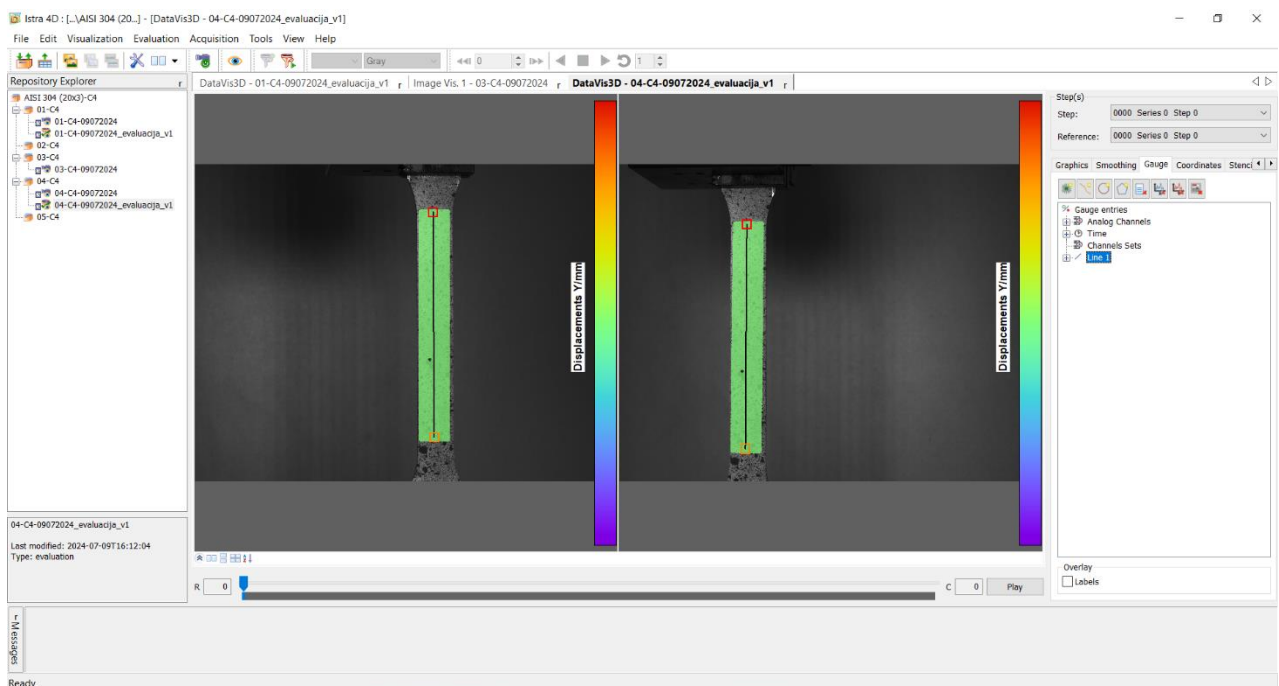 Istra 4D : [...\AISI 304 (20...] - [DataVis3D - 04-C4-09072024_evaluacija_v1]
File Edit Visualization Evaluation Acquisition Tools View Help
Gray
0
1
Repository Explorer
AISI 304 (20x3)-C4
01-C4
01-C4-09072024
01-C4-09072024_evaluacija_v1
02-C4
03-C4
03-C4-09072024
04-C4
04-C4-09072024
04-C4-09072024_evaluacija_v1
05-C4
04-C4-09072024_evaluacija_v1
Last modified: 2024-07-09T16:12:04
Type: evaluation
DataVis3D - 01-C4-09072024_evaluacija_v1
Image Vis. 1 - 03-C4-09072024
DataVis3D - 04-C4-09072024_evaluacija_v1
Displacements Y/mm
Displacements Y/mm
R 0
C 0 Play
Step(s)
Step: 0000 Series 0 Step 0
Reference: 0000 Series 0 Step 0
Graphics Smoothing Gauge Coordinates Stenci
Gauge entries
Analog Channels
Time
Channels Sets
Line 1
Overlay
Labels
Messages
Ready